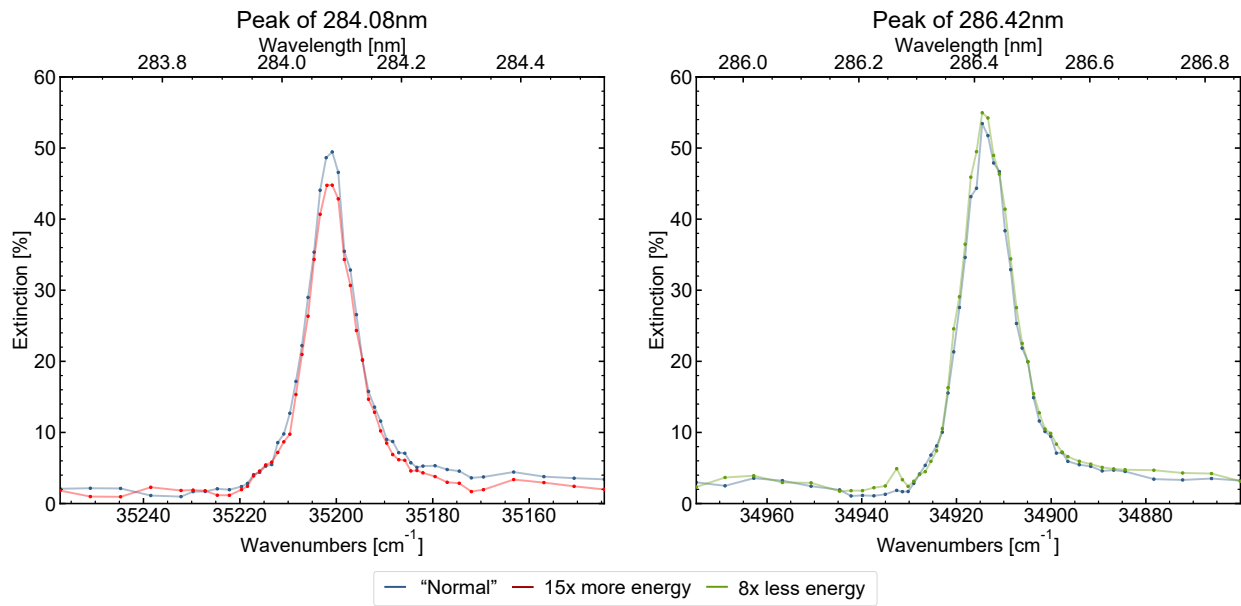 Peak of 284.08nm
Wavelength [nm]
283.8 284.0 284.2 284.4
60
50
40
30
20
10
0
Extinction [%]
35240 35220 35200 35180 35160
Wavenumbers [cm⁻¹]
Peak of 286.42nm
Wavelength [nm]
286.0 286.2 286.4 286.6 286.8
60
50
40
30
20
10
0
Extinction [%]
34960 34940 34920 34900 34880
Wavenumbers [cm⁻¹]
“Normal” 15x more energy 8x less energy